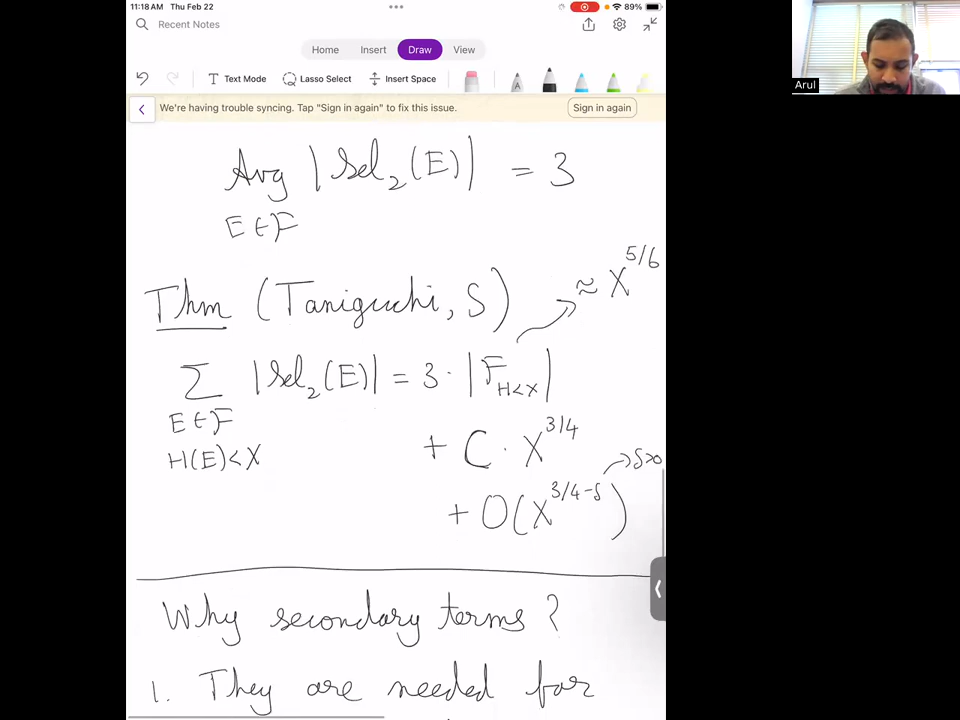 11:18 AM Thu Feb 22
89%
Recent Notes
Home Insert Draw View
Text Mode Lasso Select Insert Space
We're having trouble syncing. Tap "Sign in again" to fix this issue. Sign in again
Arul
Avg |Sel₂(E)| = 3
E∈F
Thm (Taniguchi, S) ≈ X^{5/6}
∑ |Sel₂(E)| = 3 · |F_{H<X}|
E∈F
H(E)<X + C · X^{3/4}
+ O(X^{3/4-δ}) → δ>0
Why secondary terms?
1. They are needed for